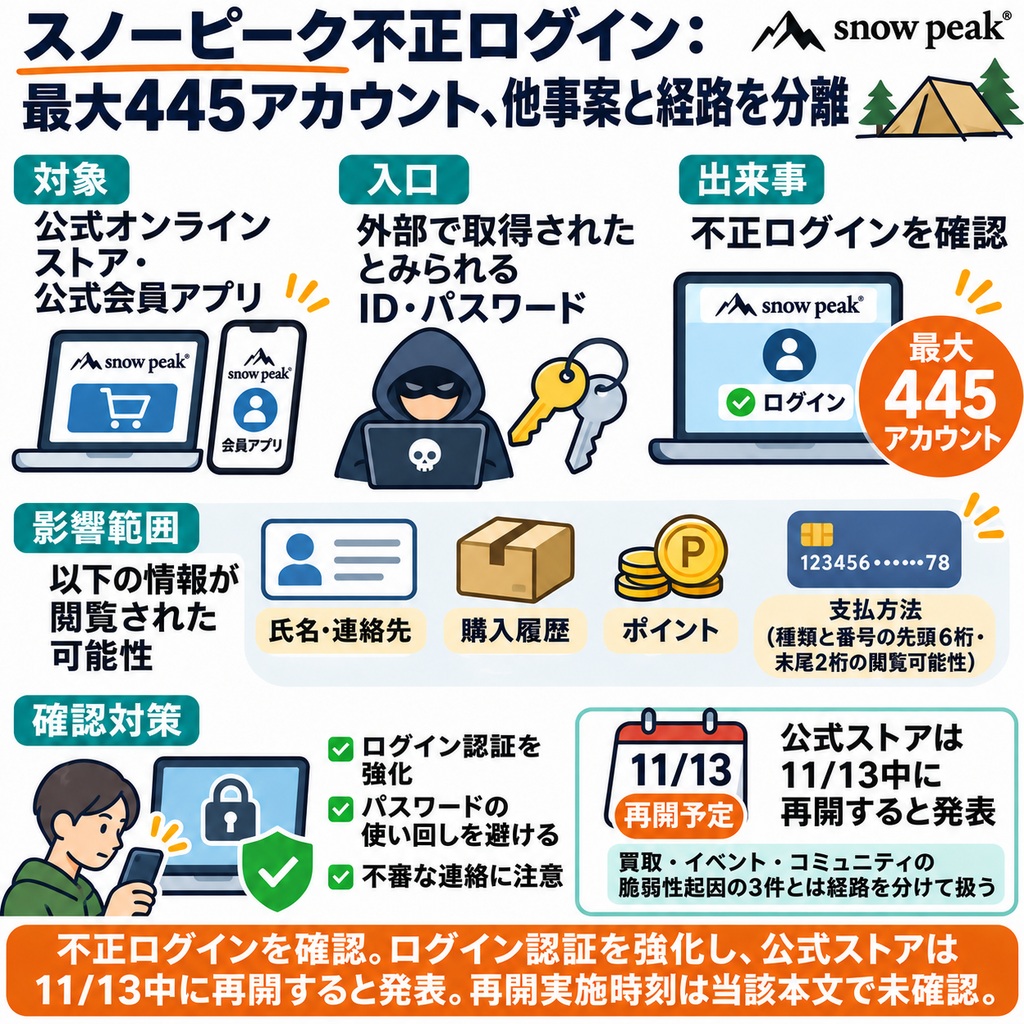 スノーピーク不正ログイン：
snow peak®
最大445アカウント、他事案と経路を分離
対象
公式オンライン
ストア・
公式会員アプリ
snow peak®
snow peak®
会員アプリ
入口
外部で取得された
とみられる
ID・パスワード
出来事
不正ログインを確認
snow peak®
ログイン
最大
445
アカウント
影響範囲
以下の情報が
閲覧された
可能性
氏名・連絡先
購入履歴
P
ポイント
123456••••••78
支払方法
（種類と番号の先頭6桁・
末尾2桁の閲覧可能性）
確認対策
ログイン認証を
強化
パスワードの
使い回しを避ける
不審な連絡に注意
11/13
再開予定
公式ストアは
11/13中に
再開すると発表
買取・イベント・コミュニティの
脆弱性起因の3件とは経路を分けて扱う
不正ログインを確認。ログイン認証を強化し、公式ストアは
11/13中に再開すると発表。再開実施時刻は当該本文で未確認。